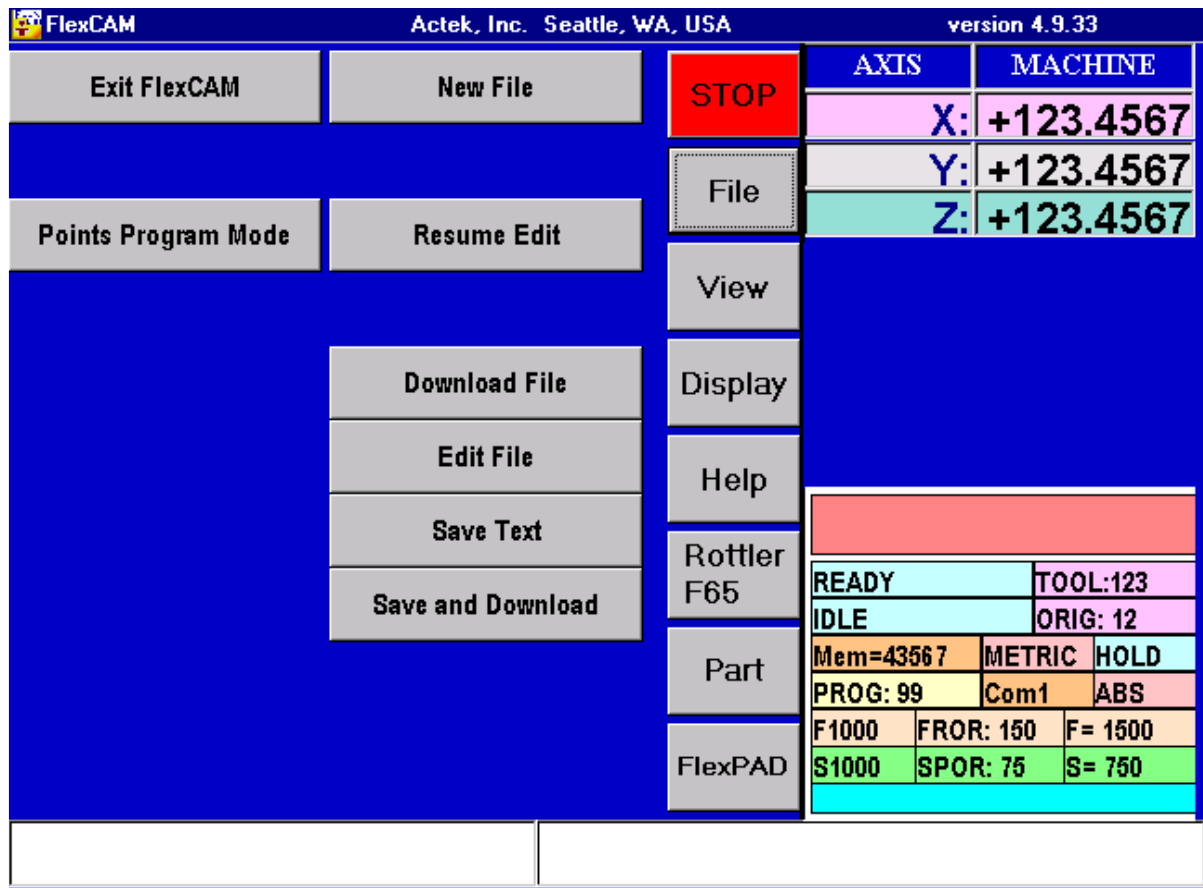 FlexCAM Actek, Inc. Seattle, WA, USA version 4.9.33
Exit FlexCAM
New File
Points Program Mode
Resume Edit
Download File
Edit File
Save Text
Save and Download
STOP
File
View
Display
Help
Rottler
F65
Part
FlexPAD
AXIS MACHINE
X: +123.4567
Y: +123.4567
Z: +123.4567
READY TOOL:123
IDLE ORIG: 12
Mem=43567 METRIC HOLD
PROG: 99 Com1 ABS
F1000 FROR: 150 F= 1500
S1000 SPOR: 75 S= 750